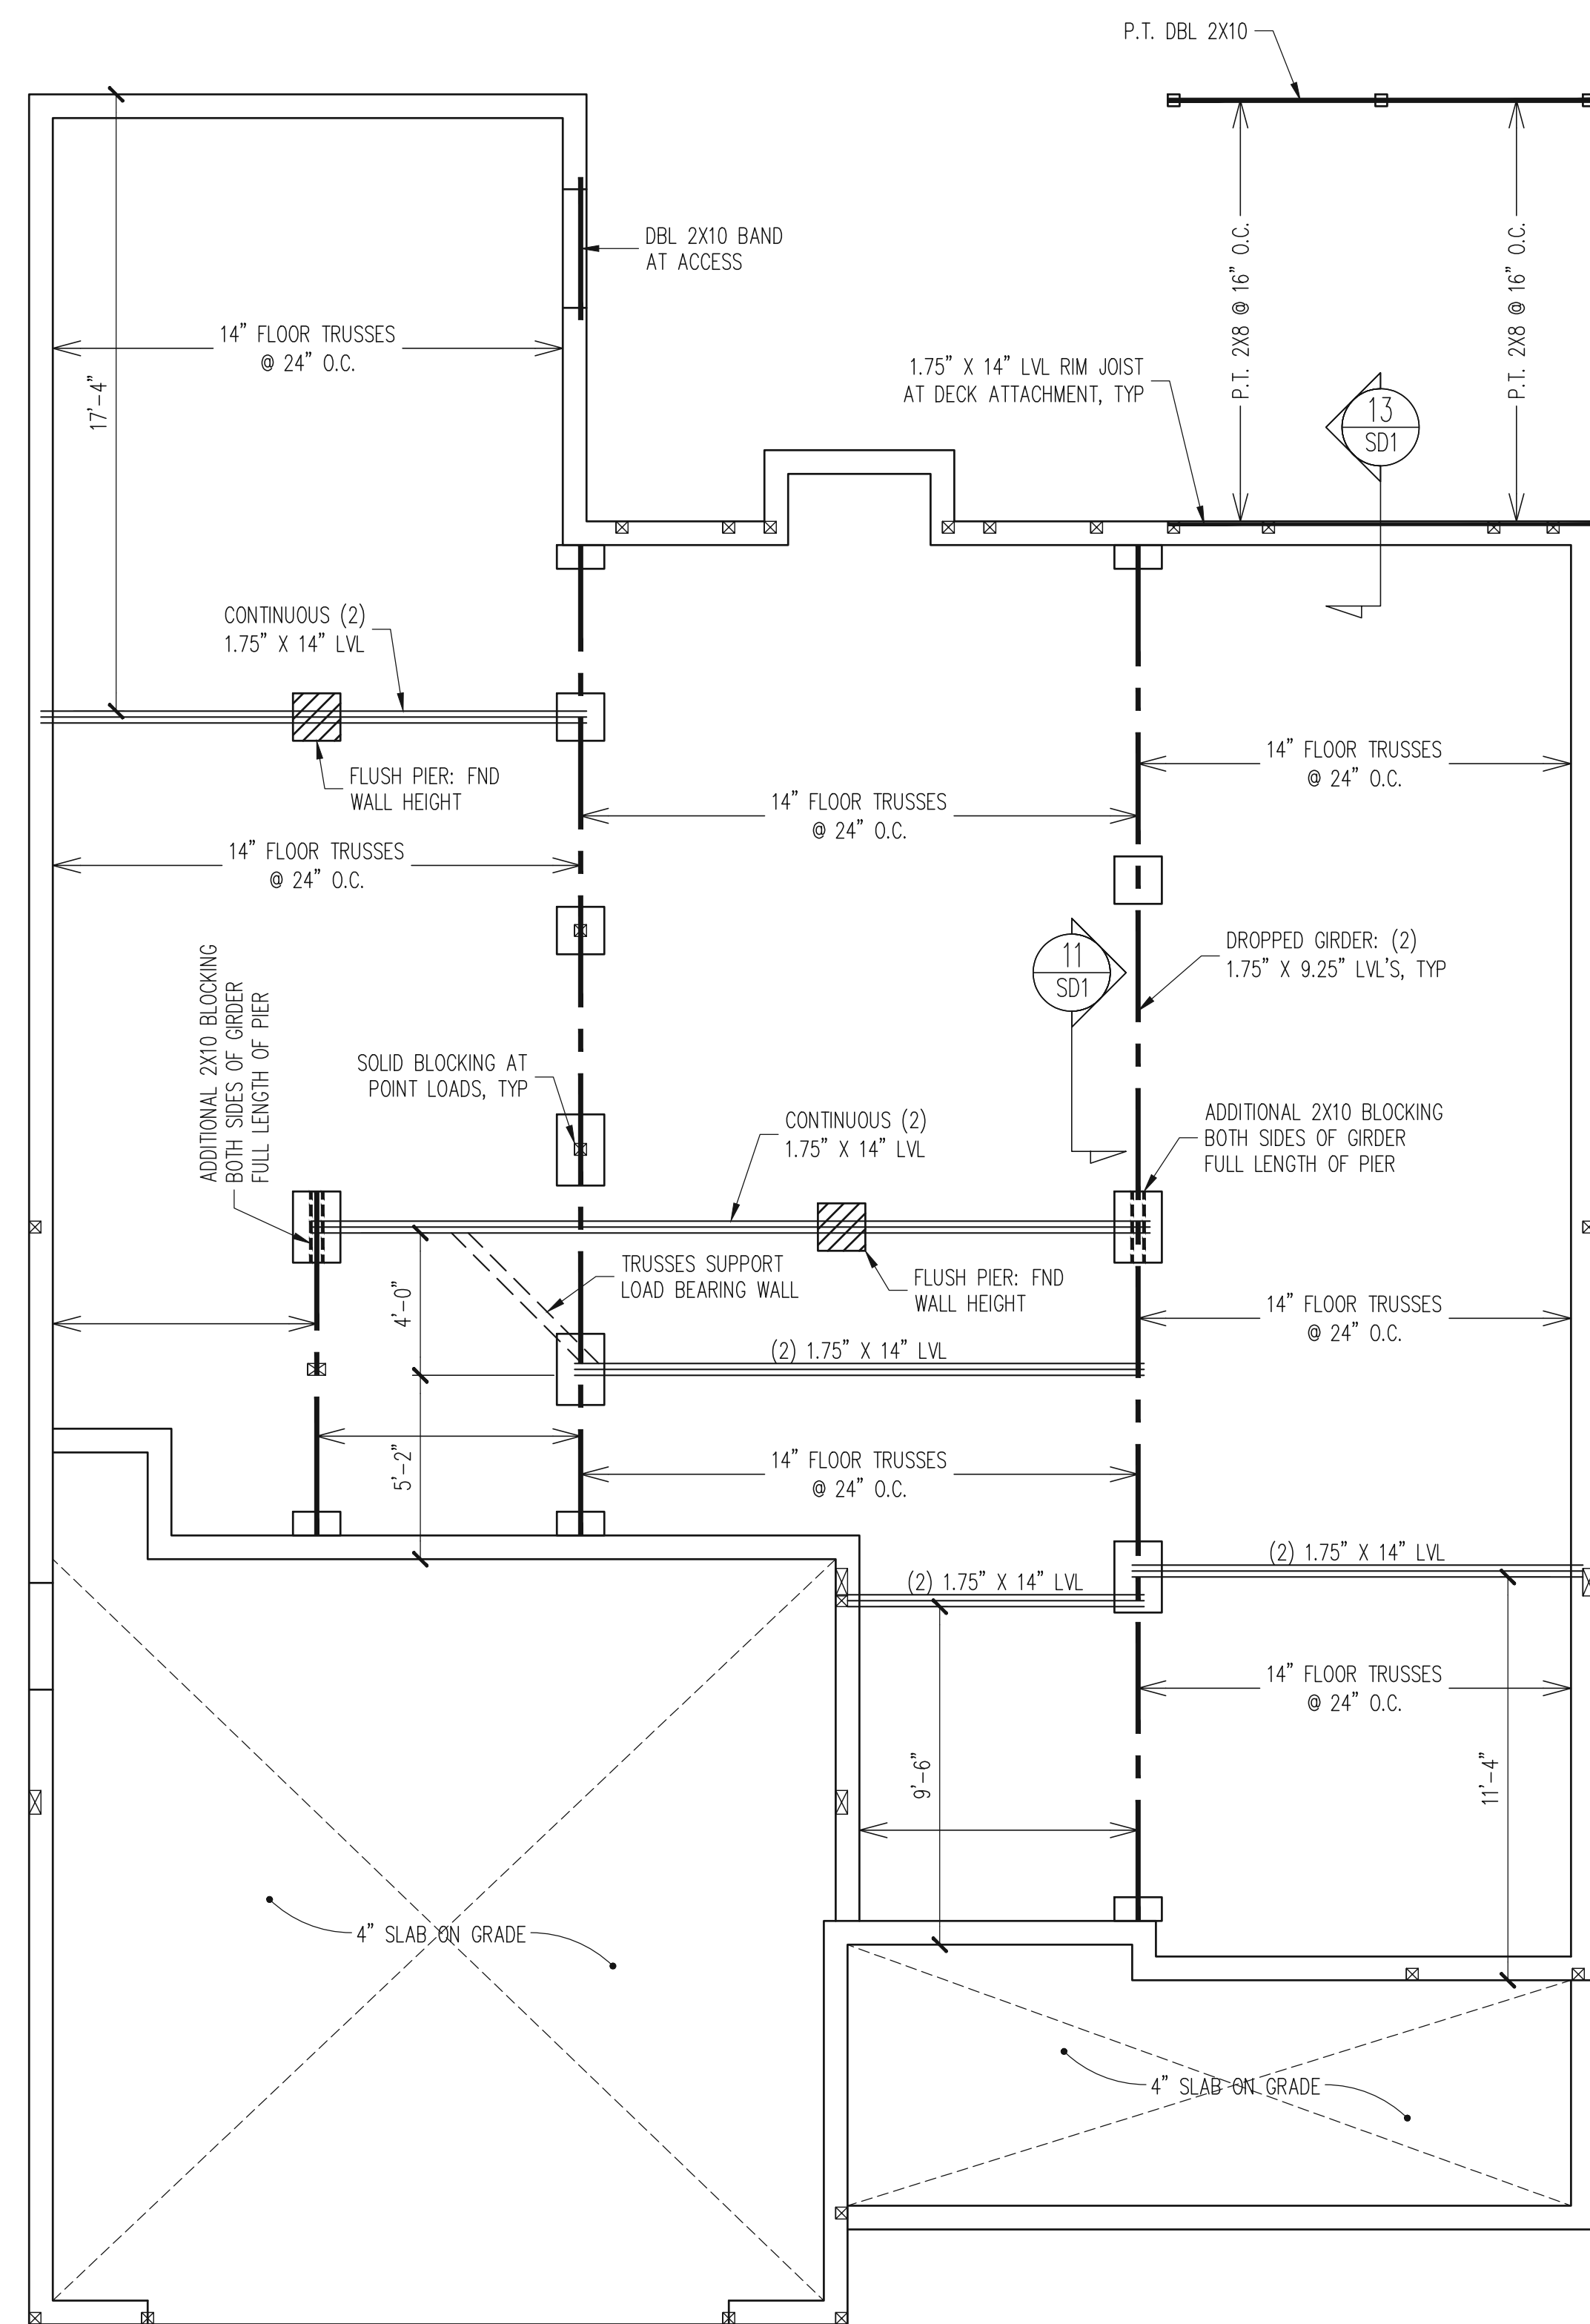 P.T. DBL 2X10
DBL 2X10 BAND
AT ACCESS
14" FLOOR TRUSSES
@ 24" O.C.
17'-4"
P.T. 2X8 @ 16" O.C.
P.T. 2X8 @ 16" O.C.
1.75" X 14" LVL RIM JOIST
AT DECK ATTACHMENT, TYP
13
SD1
CONTINUOUS (2)
1.75" X 14" LVL
FLUSH PIER: FND
WALL HEIGHT
14" FLOOR TRUSSES
@ 24" O.C.
14" FLOOR TRUSSES
@ 24" O.C.
14" FLOOR TRUSSES
@ 24" O.C.
11
SD1
DROPPED GIRDER: (2)
1.75" X 9.25" LVL'S, TYP
ADDITIONAL 2X10 BLOCKING
BOTH SIDES OF GIRDER
FULL LENGTH OF PIER
SOLID BLOCKING AT
POINT LOADS, TYP
CONTINUOUS (2)
1.75" X 14" LVL
ADDITIONAL 2X10 BLOCKING
BOTH SIDES OF GIRDER
FULL LENGTH OF PIER
TRUSSES SUPPORT
LOAD BEARING WALL
FLUSH PIER: FND
WALL HEIGHT
4'-0"
14" FLOOR TRUSSES
@ 24" O.C.
(2) 1.75" X 14" LVL
5'-2"
14" FLOOR TRUSSES
@ 24" O.C.
(2) 1.75" X 14" LVL
(2) 1.75" X 14" LVL
14" FLOOR TRUSSES
@ 24" O.C.
9'-6"
11'-4"
4" SLAB ON GRADE
4" SLAB ON GRADE